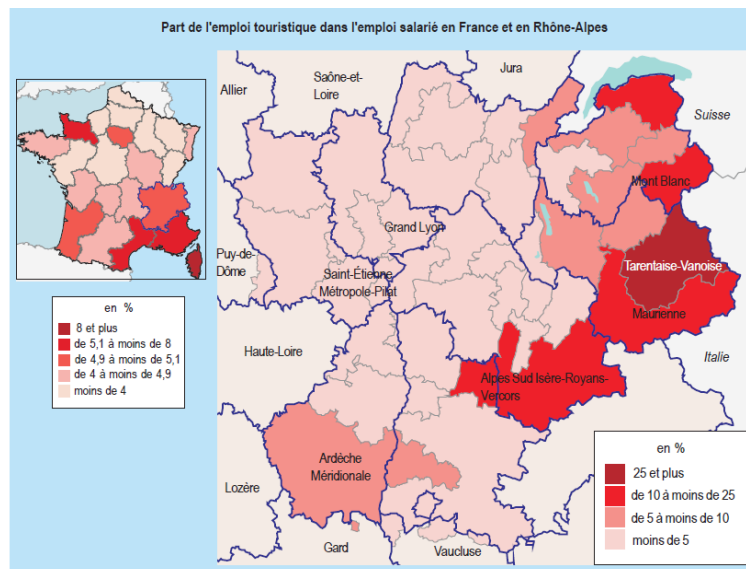 Part de l'emploi touristique dans l'emploi salarié en France et en Rhône-Alpes
Jura
Saône-et-
Loire
Allier
Suisse
Mont Blanc
Grand Lyon
Puy-de-
Dôme
Tarentaise-Vanoise
Saint-Étienne
Métropole-Pilat
Maurienne
en %
8 et plus
de 5,1 à moins de 8
de 4,9 à moins de 5,1
de 4 à moins de 4,9
moins de 4
Haute-Loire
Italie
Alpes Sud Isère-Royans-
Vercors
Ardèche
Méridionale
Lozère
Gard
Vaucluse
en %
25 et plus
de 10 à moins de 25
de 5 à moins de 10
moins de 5